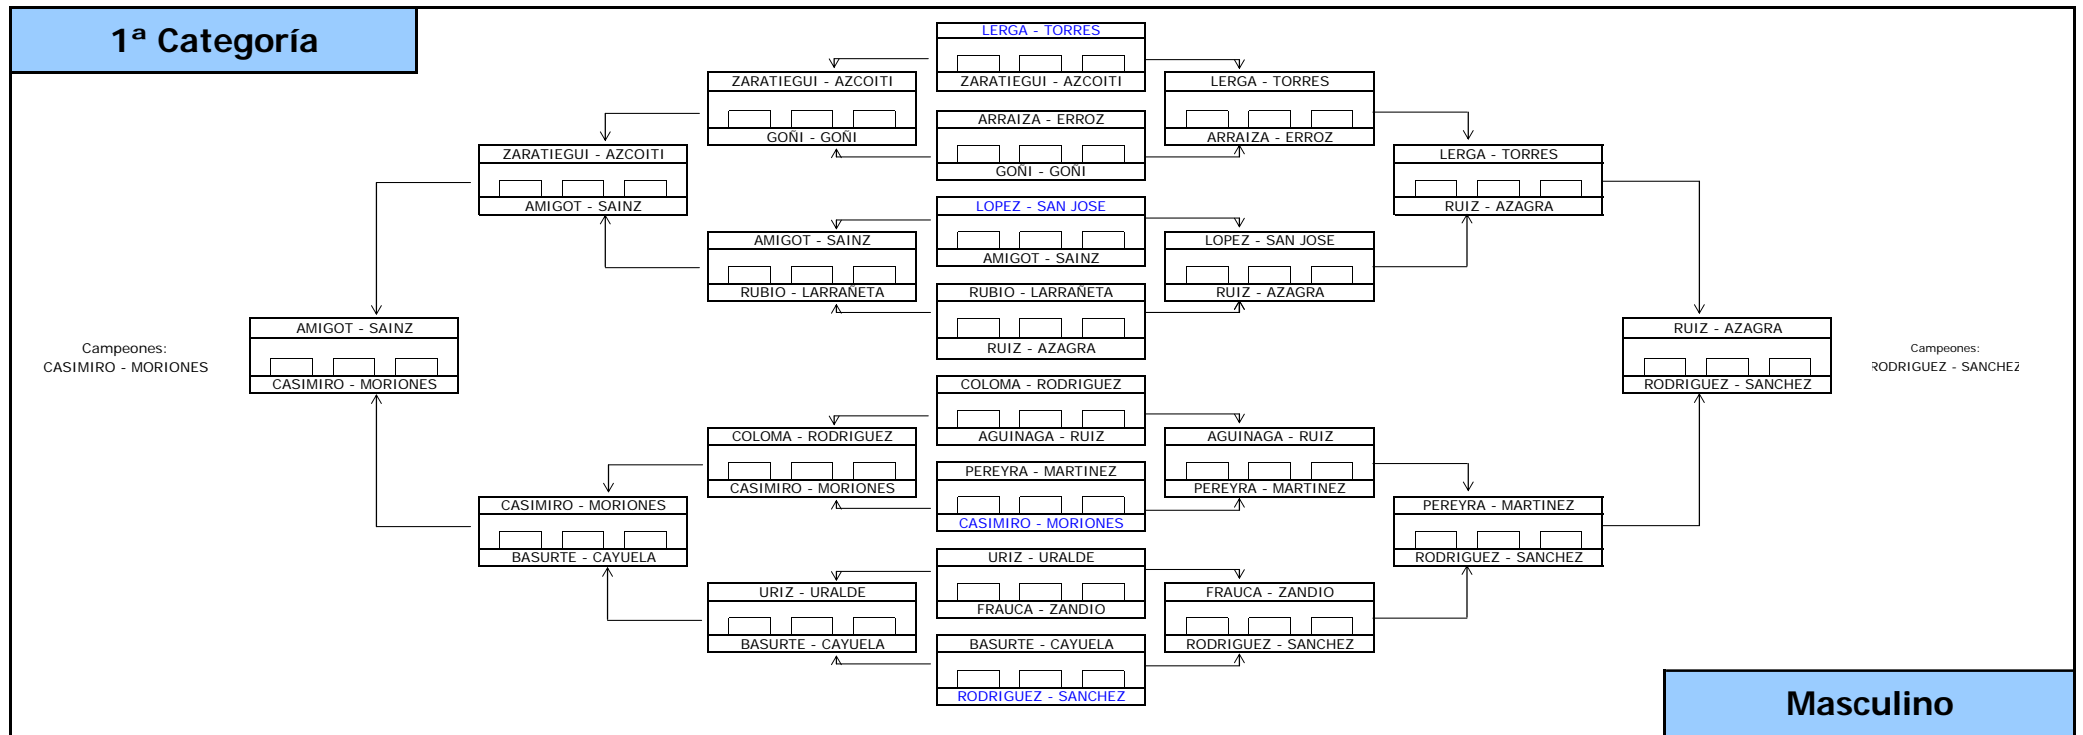 1ª Categoría
LERGA - TORRES
ZARATIEGUI - AZCOITI
ZARATIEGUI - AZCOITI
GOÑI - GOÑI
LERGA - TORRES
ARRAIZA - ERROZ
ARRAIZA - ERROZ
GOÑI - GOÑI
ZARATIEGUI - AZCOITI
AMIGOT - SAINZ
LERGA - TORRES
RUIZ - AZAGRA
LOPEZ - SAN JOSE
AMIGOT - SAINZ
AMIGOT - SAINZ
RUBIO - LARRAÑETA
LOPEZ - SAN JOSE
RUIZ - AZAGRA
RUBIO - LARRAÑETA
RUIZ - AZAGRA
Campeones:
CASIMIRO - MORIONES
AMIGOT - SAINZ
CASIMIRO - MORIONES
RUIZ - AZAGRA
RODRIGUEZ - SANCHEZ
Campeones:
RODRIGUEZ - SANCHEZ
COLOMA - RODRIGUEZ
AGUINAGA - RUIZ
COLOMA - RODRIGUEZ
CASIMIRO - MORIONES
AGUINAGA - RUIZ
PEREYRA - MARTINEZ
PEREYRA - MARTINEZ
CASIMIRO - MORIONES
CASIMIRO - MORIONES
BASURTE - CAYUELA
PEREYRA - MARTINEZ
RODRIGUEZ - SANCHEZ
URIZ - URALDE
FRAUCA - ZANDIO
URIZ - URALDE
BASURTE - CAYUELA
FRAUCA - ZANDIO
RODRIGUEZ - SANCHEZ
BASURTE - CAYUELA
RODRIGUEZ - SANCHEZ
Masculino